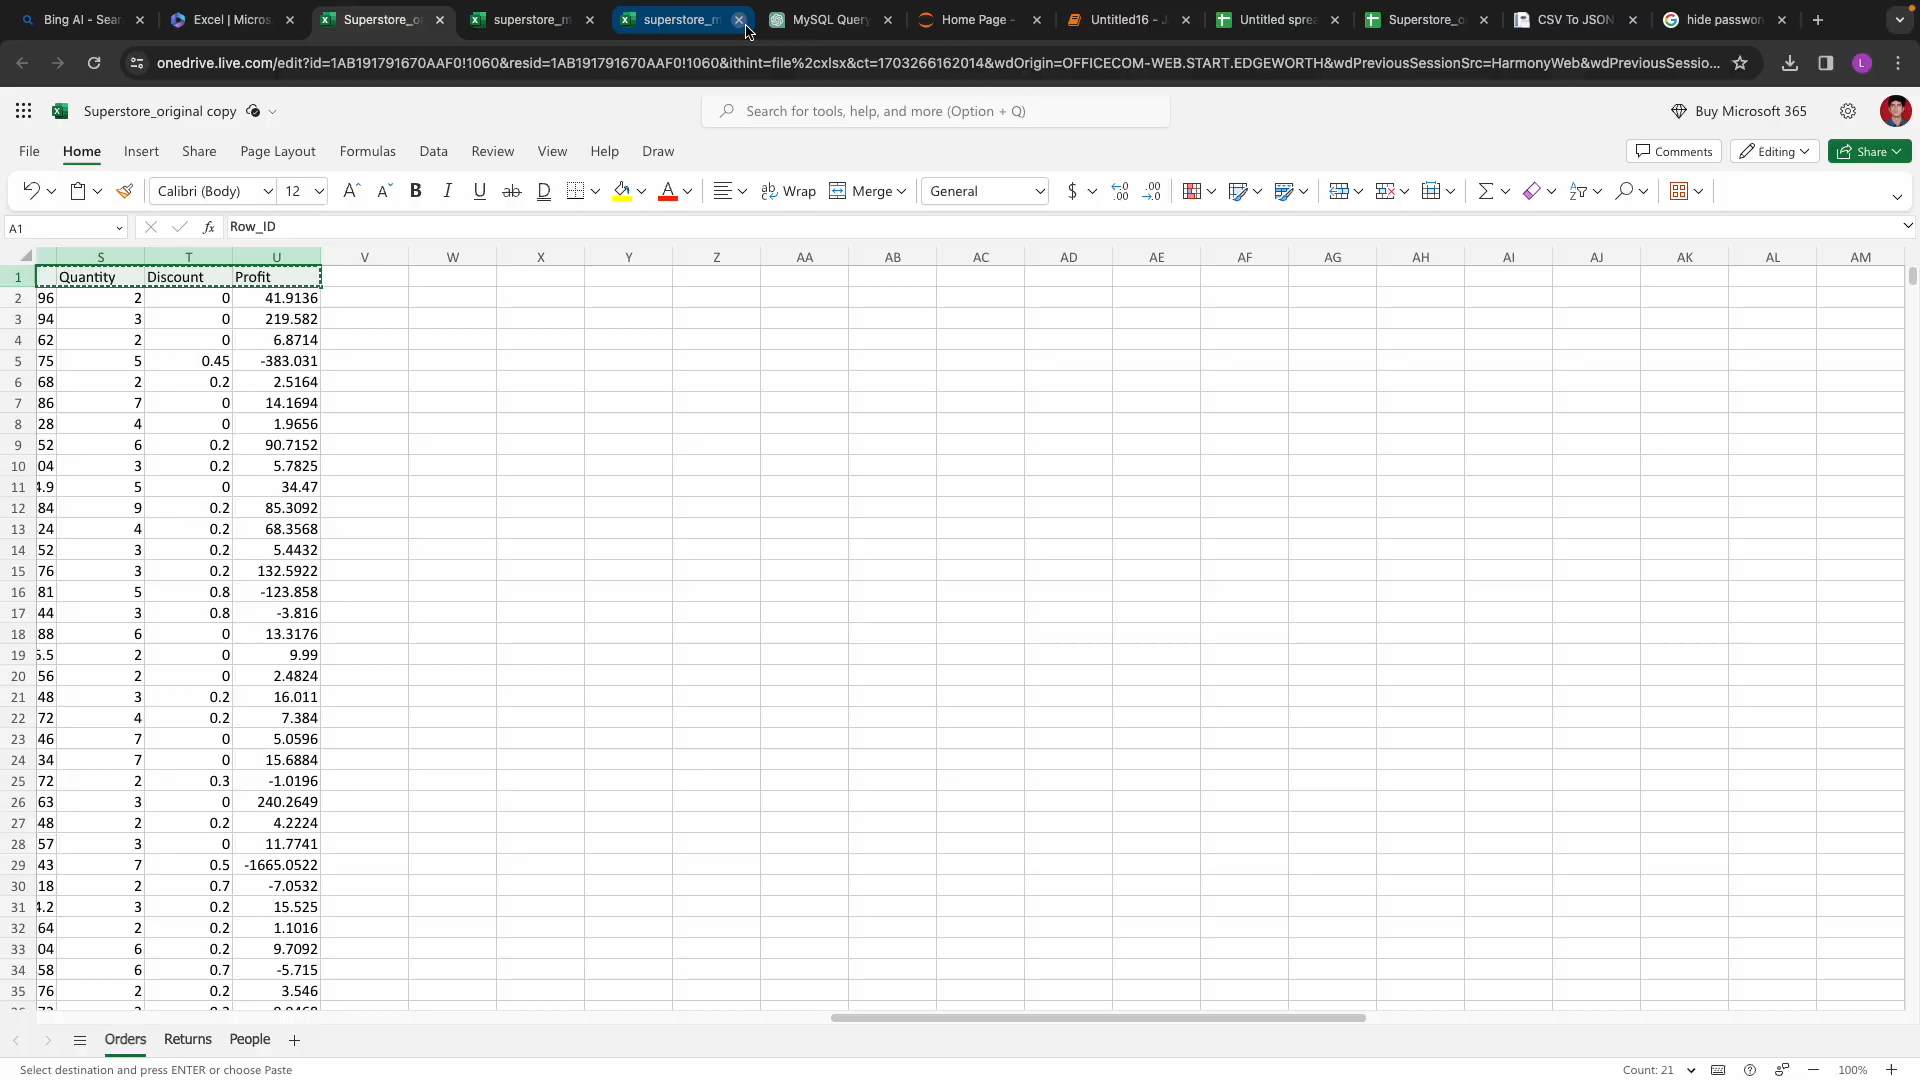 Bing AI - Sear
Excel | Micros
Superstore_o
superstore_m
superstore_m
MySQL Query
Home Page -
Untitled16 - J
Untitled sprea
Superstore_o
CSV To JSON
hide passwor
onedrive.live.com/edit?id=1AB191791670AAF0!1060&resid=1AB191791670AAF0!1060&ithint=file%2cxlsx&ct=1703266162014&wdOrigin=OFFICECOM-WEB.START.EDGEWORTH&wdPreviousSessionSrc=HarmonyWeb&wdPreviousSessio...
L
Superstore_original copy
Search for tools, help, and more (Option + Q)
Buy Microsoft 365
File Home Insert Share Page Layout Formulas Data Review View Help Draw
Comments Editing Share
Calibri (Body) 12 A A B I U ab D A Wrap Merge General $ .00 .00
A1 fx Row_ID
S T U V W X Y Z AA AB AC AD AE AF AG AH AI AJ AK AL AM
1 Quantity Discount Profit
2 96 2 0 41.9136
3 94 3 0 219.582
4 62 2 0 6.8714
5 75 5 0.45 -383.031
6 68 2 0.2 2.5164
7 86 7 0 14.1694
8 28 4 0 1.9656
9 52 6 0.2 90.7152
10 04 3 0.2 5.7825
11 4.9 5 0 34.47
12 84 9 0.2 85.3092
13 24 4 0.2 68.3568
14 52 3 0.2 5.4432
15 76 3 0.2 132.5922
16 81 5 0.8 -123.858
17 44 3 0.8 -3.816
18 88 6 0 13.3176
19 5.5 2 0 9.99
20 56 2 0 2.4824
21 48 3 0.2 16.011
22 72 4 0.2 7.384
23 46 7 0 5.0596
24 34 7 0 15.6884
25 72 2 0.3 -1.0196
26 63 3 0 240.2649
27 48 2 0.2 4.2224
28 57 3 0 11.7741
29 43 7 0.5 -1665.0522
30 18 2 0.7 -7.0532
31 4.2 3 0.2 15.525
32 64 2 0.2 1.1016
33 04 6 0.2 9.7092
34 58 6 0.7 -5.715
35 76 2 0.2 3.546
Orders Returns People
Select destination and press ENTER or choose Paste
Count: 21
100%